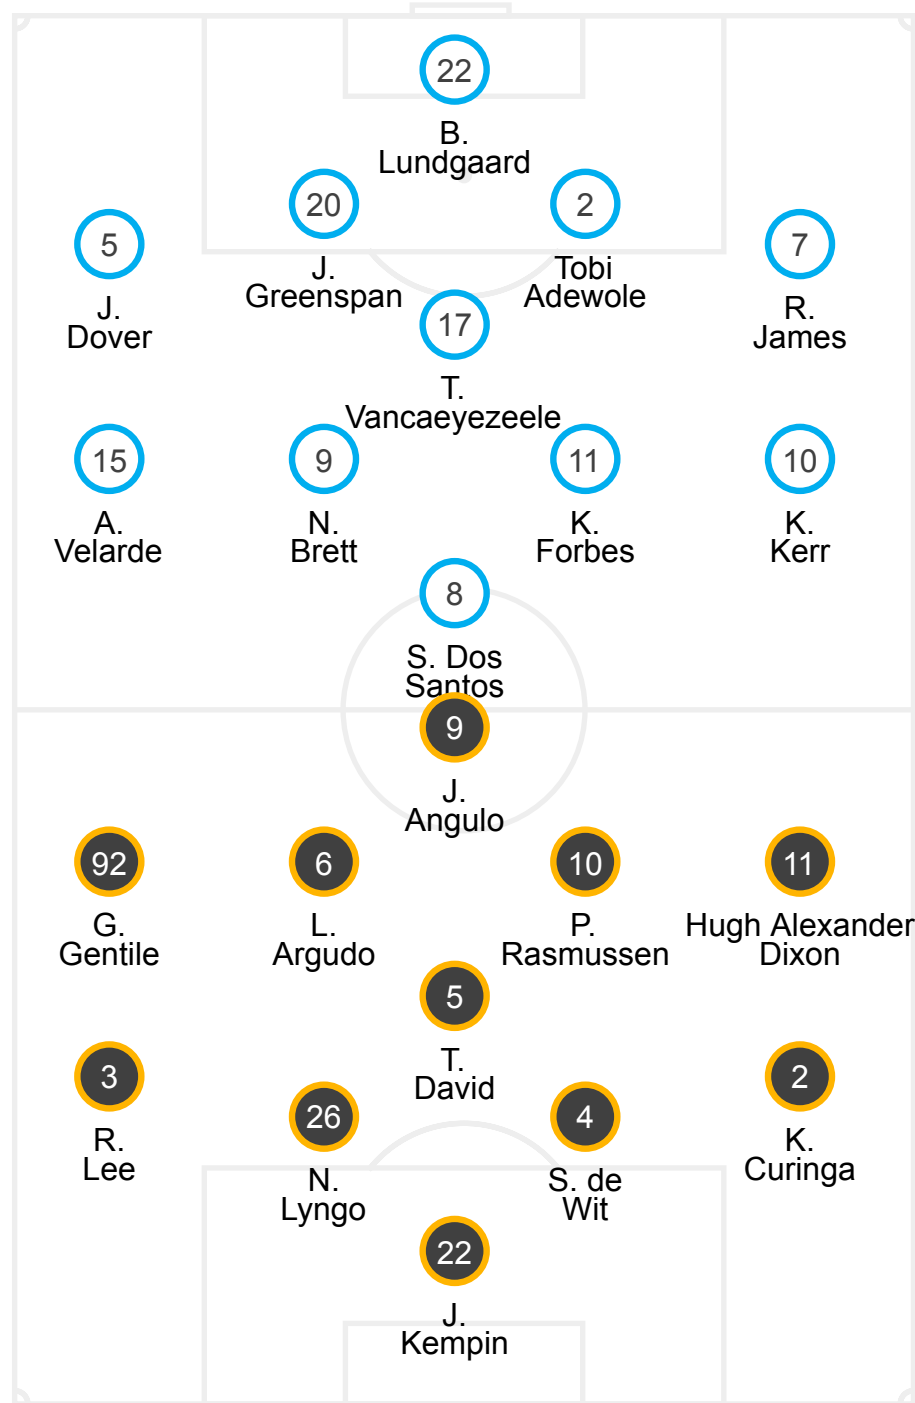 22
B.
Lundgaard
20
J.
Greenspan
2
Tobi
Adewole
5
J.
Dover
7
R.
James
17
T.
Vancaeyezeele
15
A.
Velarde
9
N.
Brett
11
K.
Forbes
10
K.
Kerr
8
S. Dos
Santos
9
J.
Angulo
92
G.
Gentile
6
L.
Argudo
10
P.
Rasmussen
11
Hugh Alexander
Dixon
5
T.
David
3
R.
Lee
26
N.
Lyngo
4
S. de
Wit
2
K.
Curinga
22
J.
Kempin